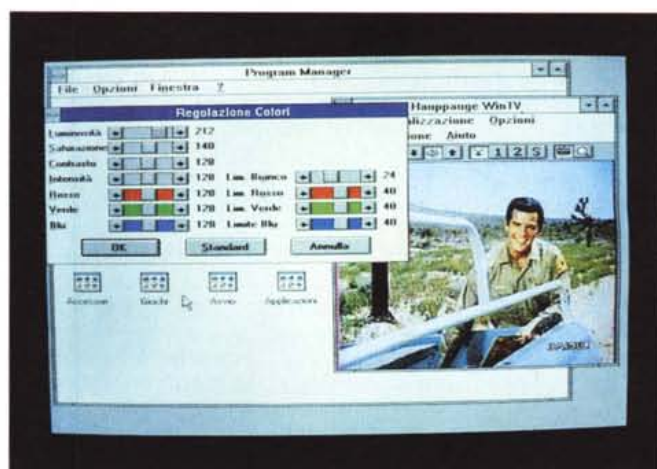 Program Manager
File Opzioni Finestra ?
Hauppauge WinTV
Opzioni
Aiuto
1 2 S
Regolazione Colori
Luminosità 212
Saturazione 140
Contrasto 128
Intensità 128 Lim. Bianco 24
Rosso 128 Lim. Rosso 40
Verde 128 Lim. Verde 40
Blu 128 Limite Blu 40
OK Standard Annulla
Accessori Giochi Avvio Applicazioni